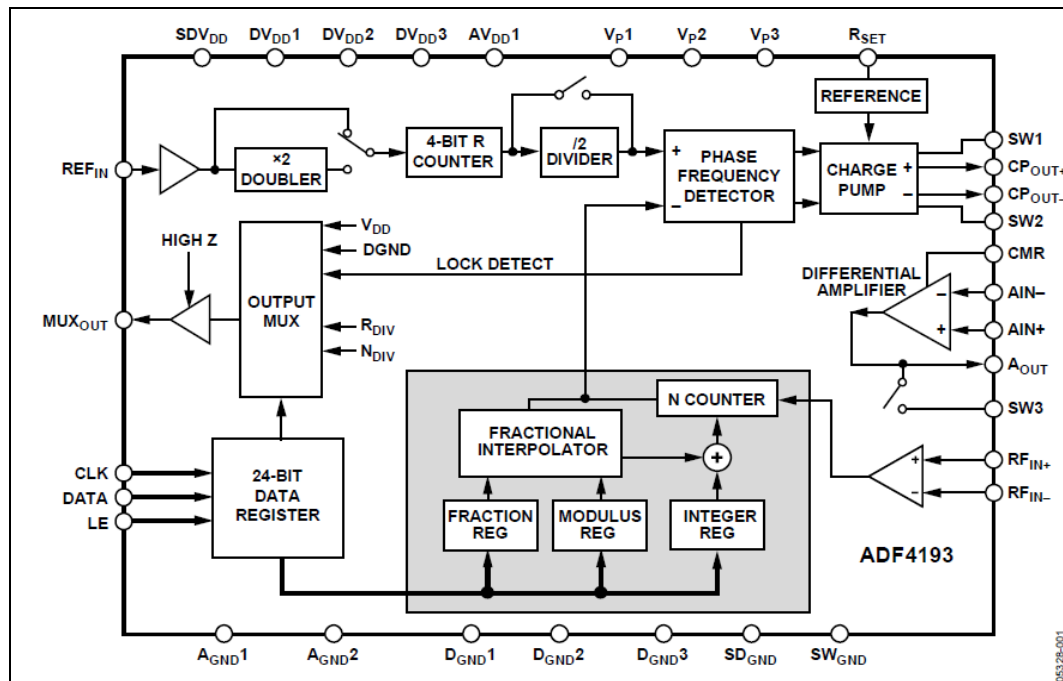 SDVDD DVDD1 DVDD2 DVDD3 AVDD1 VP1 VP2 VP3 RSET
REFIN
×2
DOUBLER
4-BIT R
COUNTER
/2
DIVIDER
+
–
PHASE
FREQUENCY
DETECTOR
REFERENCE
CHARGE
PUMP
+
–
SW1
CPOUT+
CPOUT–
SW2
HIGH Z
MUXOUT
OUTPUT
MUX
VDD
DGND
LOCK DETECT
RDIV
NDIV
DIFFERENTIAL
AMPLIFIER
–
+
CMR
AIN–
AIN+
AOUT
SW3
CLK
DATA
LE
24-BIT
DATA
REGISTER
FRACTIONAL
INTERPOLATOR
N COUNTER
+
FRACTION
REG
MODULUS
REG
INTEGER
REG
+
–
RFIN+
RFIN–
ADF4193
AGND1 AGND2 DGND1 DGND2 DGND3 SDGND SWGND
05328-001